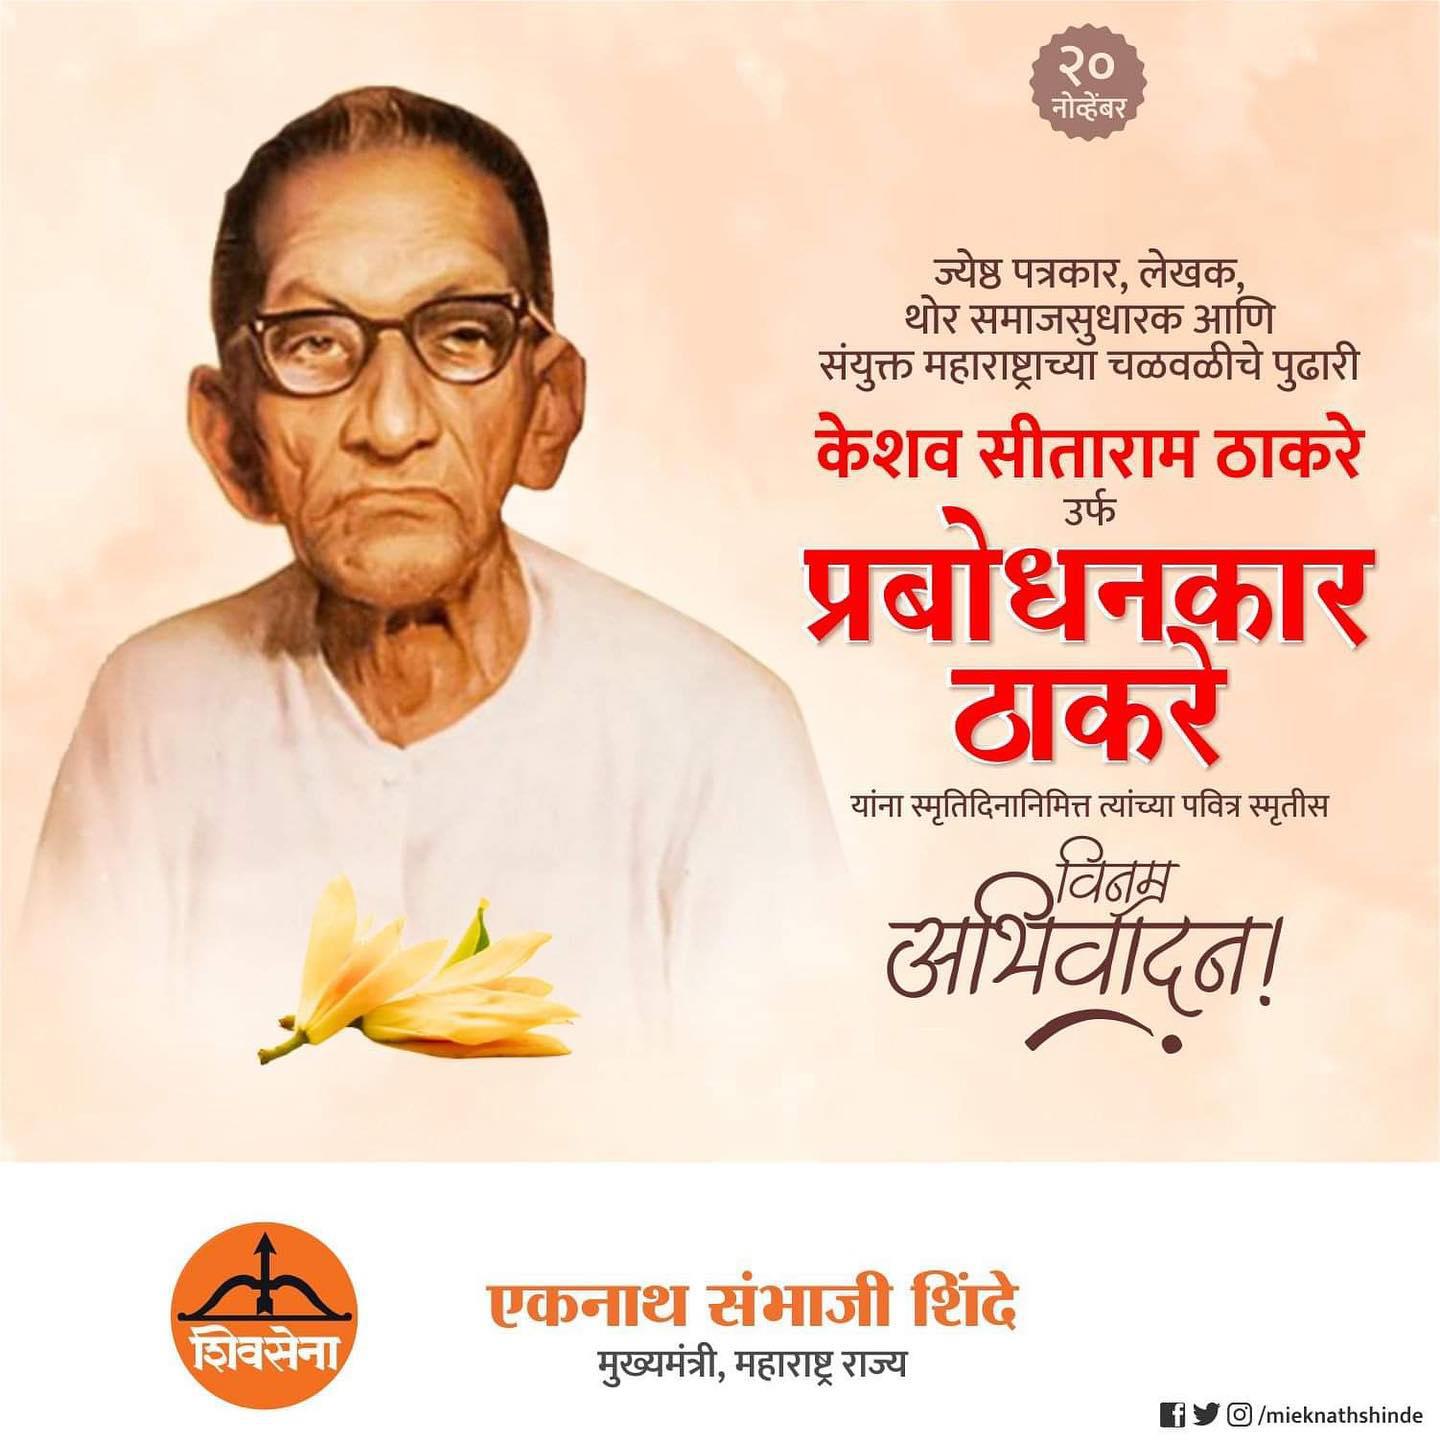 २०
नोव्हेंबर
ज्येष्ठ पत्रकार, लेखक,
थोर समाजसुधारक आणि
संयुक्त महाराष्ट्राच्या चळवळीचे पुढारी
केशव सीताराम ठाकरे
उर्फ
प्रबोधनकार
ठाकरे
यांना स्मृतिदिनानिमित्त त्यांच्या पवित्र स्मृतीस
विनम्र
अभिवादन!
शिवसेना
एकनाथ संभाजी शिंदे
मुख्यमंत्री, महाराष्ट्र राज्य
/mieknathshinde